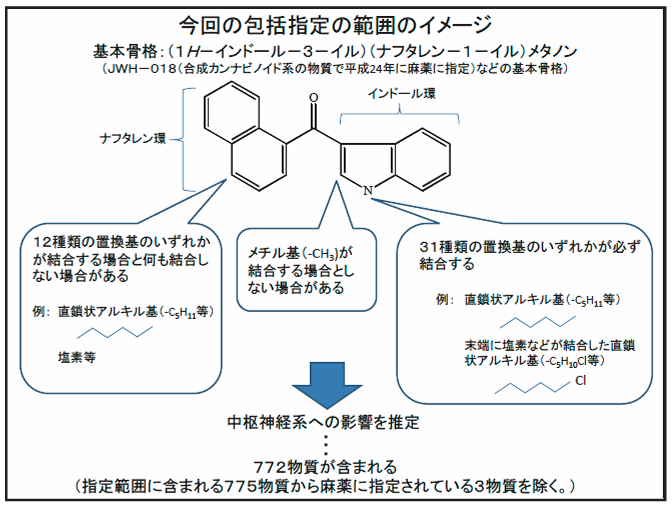 今回の包括指定の範囲のイメージ
基本骨格：（１H－インドール－３－イル）（ナフタレン－１－イル）メタノン
（JWH－018（合成カンナビノイド系の物質で平成24年に麻薬に指定）などの基本骨格）
インドール環
O
ナフタレン環
N
12種類の置換基のいずれか
が結合する場合と何も結合し
ない場合がある
例： 直鎖状アルキル基（-C5H11等）
塩素等
メチル基（-CH3)が
結合する場合とし
ない場合がある
31種類の置換基のいずれかが必ず
結合する
例： 直鎖状アルキル基（-C5H11等）
末端に塩素などが結合した直鎖
状アルキル基（-C5H10Cl等）
Cl
中枢神経系への影響を推定
⋮
７７２物質が含まれる
（指定範囲に含まれる７７５物質から麻薬に指定されている３物質を除く。）